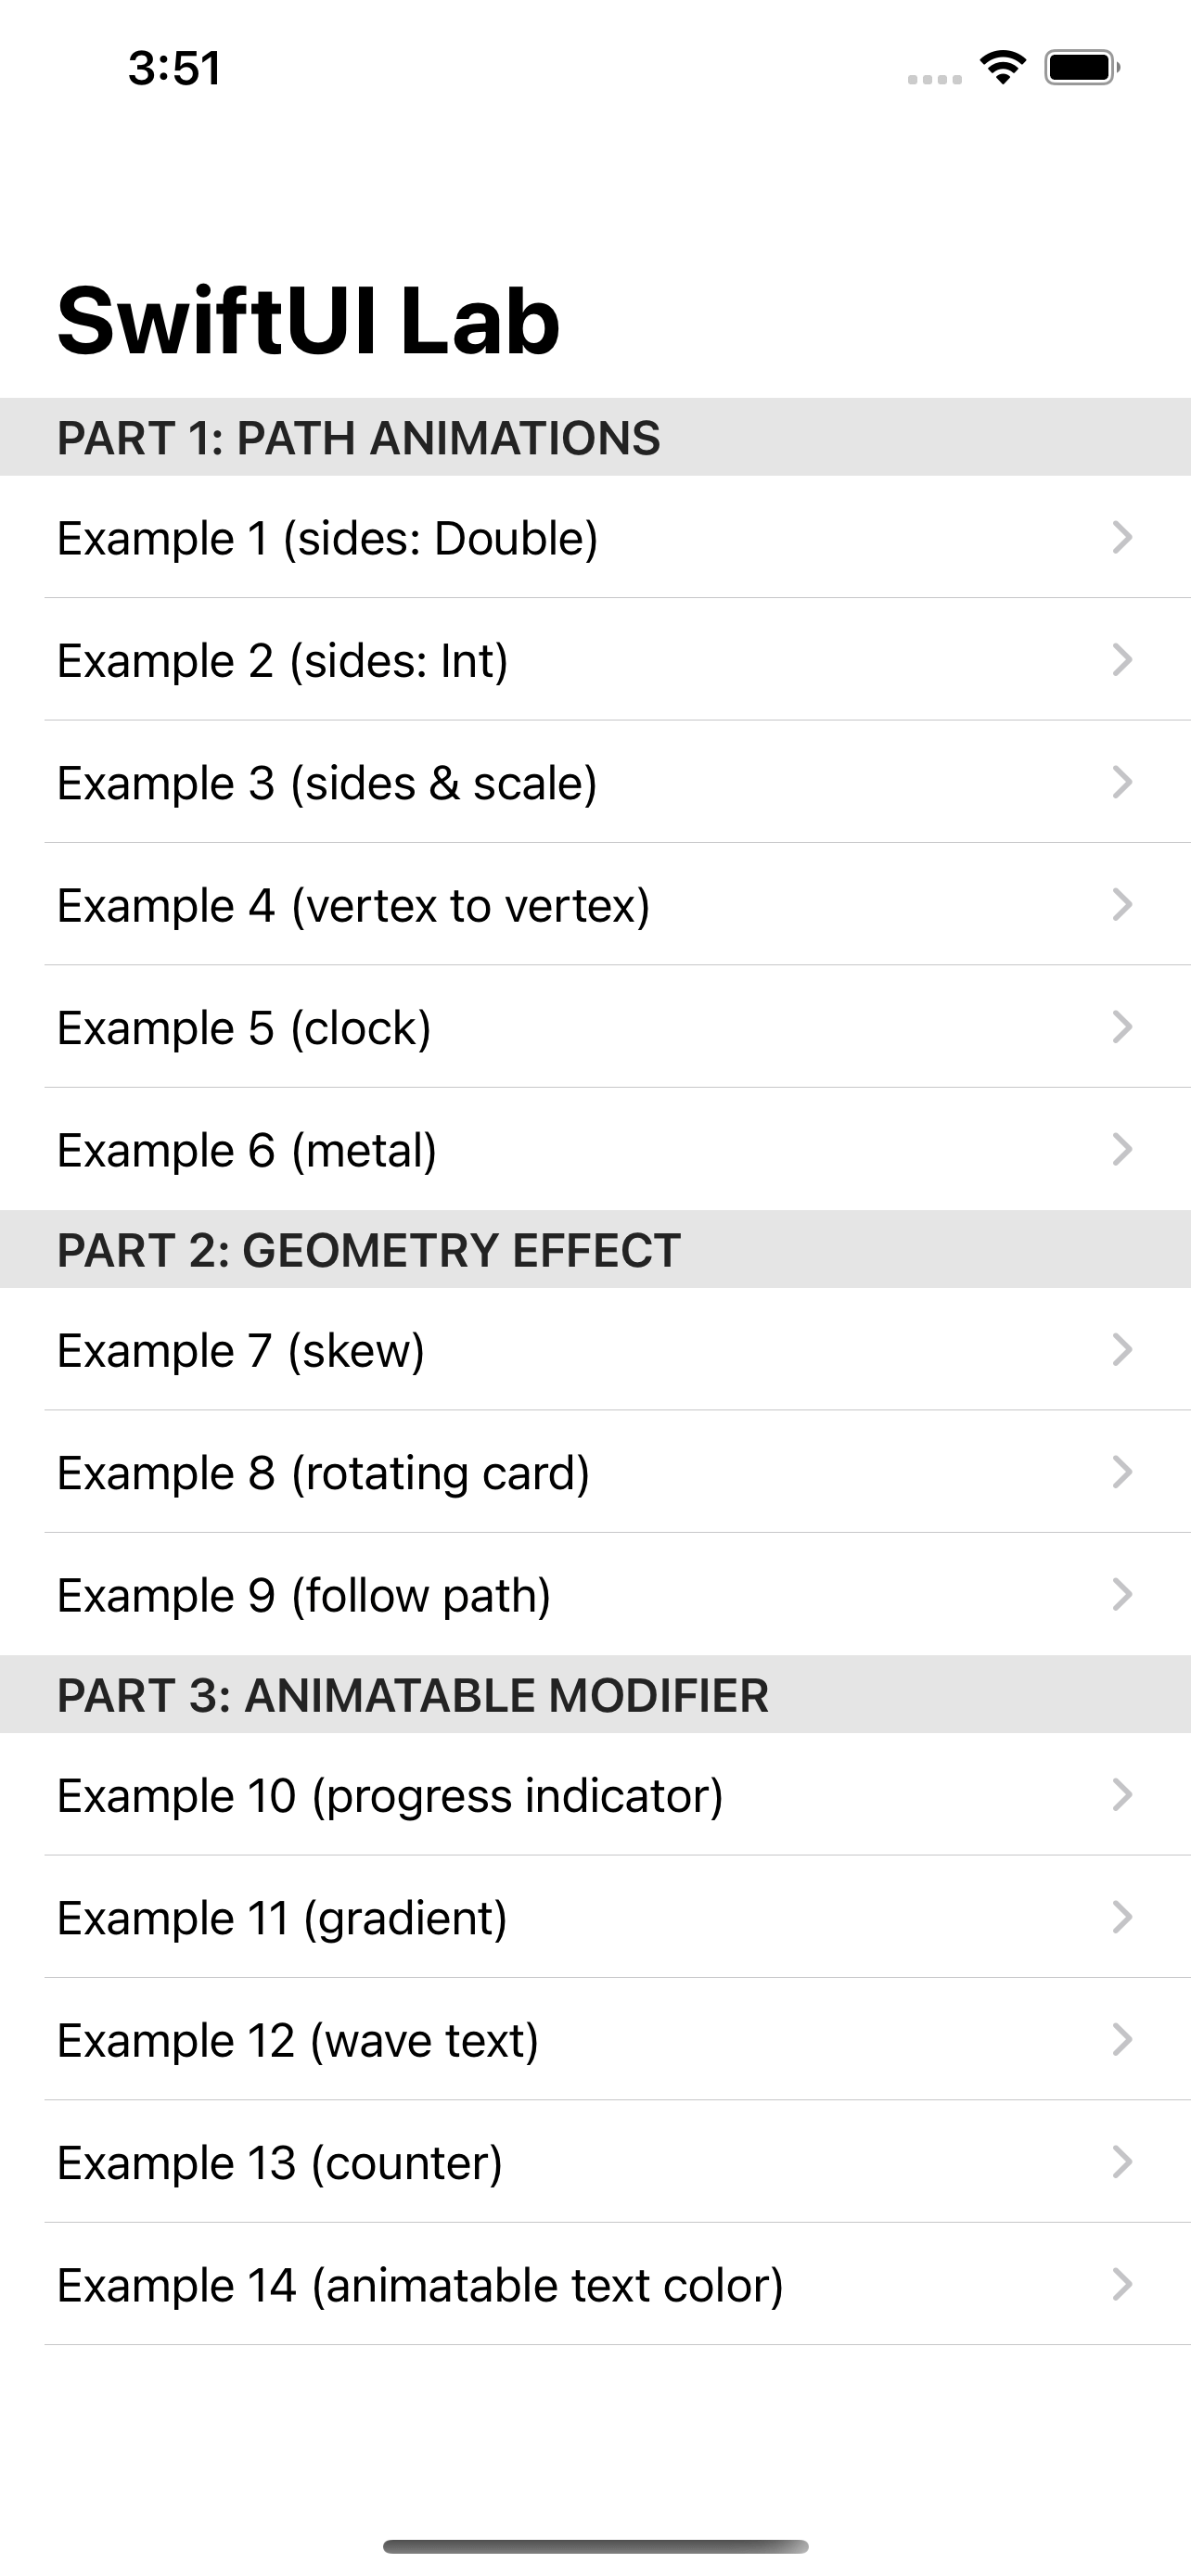 3:51
SwiftUI Lab
PART 1: PATH ANIMATIONS
Example 1 (sides: Double)
Example 2 (sides: Int)
Example 3 (sides & scale)
Example 4 (vertex to vertex)
Example 5 (clock)
Example 6 (metal)
PART 2: GEOMETRY EFFECT
Example 7 (skew)
Example 8 (rotating card)
Example 9 (follow path)
PART 3: ANIMATABLE MODIFIER
Example 10 (progress indicator)
Example 11 (gradient)
Example 12 (wave text)
Example 13 (counter)
Example 14 (animatable text color)